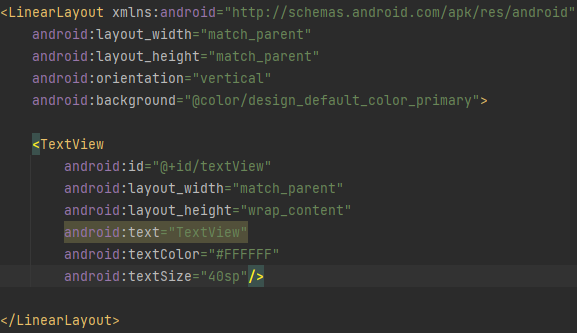 <LinearLayout xmlns:android="http://schemas.android.com/apk/res/android"
android:layout_width="match_parent"
android:layout_height="match_parent"
android:orientation="vertical"
android:background="@color/design_default_color_primary">
<TextView
android:id="@+id/textView"
android:layout_width="match_parent"
android:layout_height="wrap_content"
android:text="TextView"
android:textColor="#FFFFFF"
android:textSize="40sp"/>
</LinearLayout>